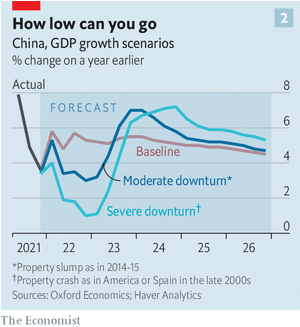 How low can you go
2
China, GDP growth scenarios
% change on a year earlier
Actual
8
FORECAST
6
Baseline
4
Moderate downturn*
2
Severe downturn†
0
2021 22 23 24 25 26
*Property slump as in 2014-15
†Property crash as in America or Spain in the late 2000s
Sources: Oxford Economics; Haver Analytics
The Economist